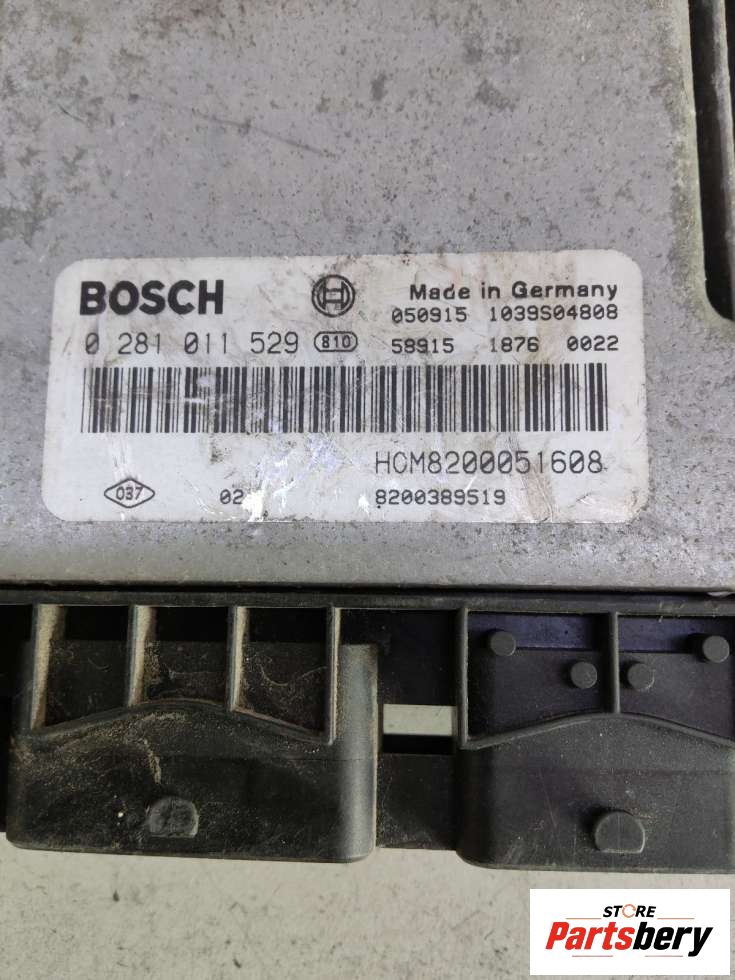 BOSCH
Made in Germany
050915 1039S04808
0 281 011 529 810
58915 1876 0022
HOM8200051608
037 02 8200389519
STORE
Partsbery